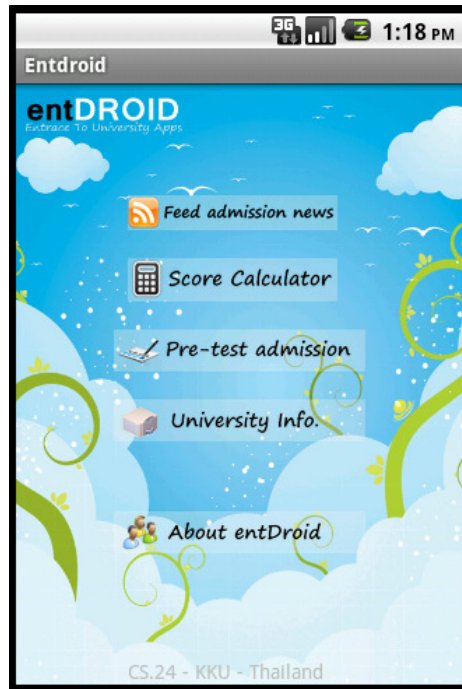 3G 1:18 PM
Entdroid
entDROID
Entrace To University Apps
Feed admission news
Score Calculator
Pre-test admission
University Info.
About entDroid
CS.24 - KKU - Thailand